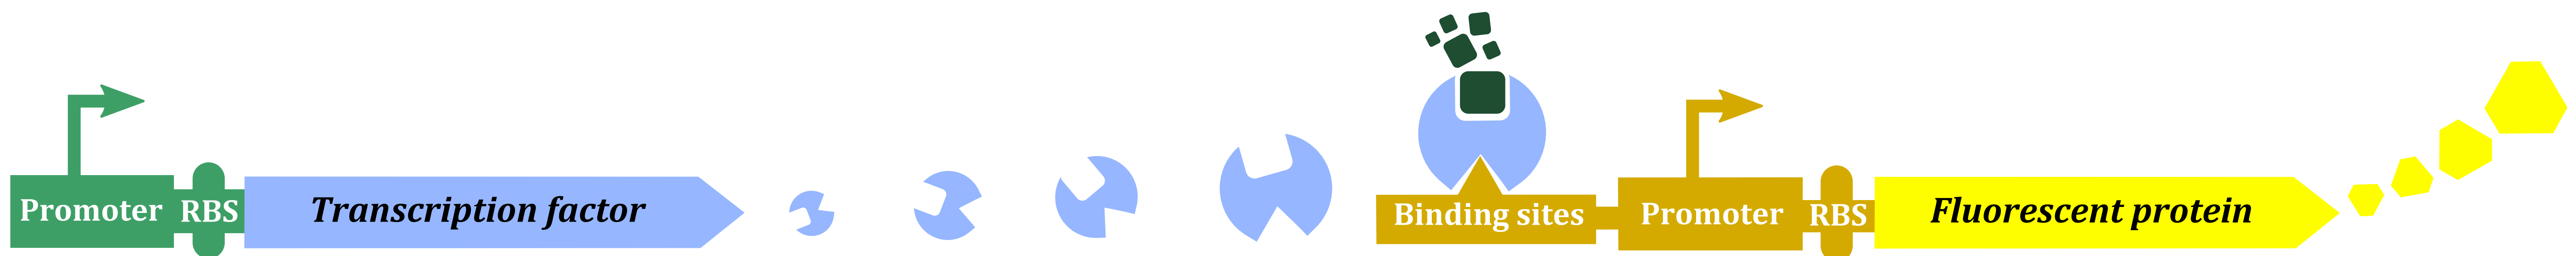 Promoter RBS Transcription factor Binding sites Promoter RBS Fluorescent protein